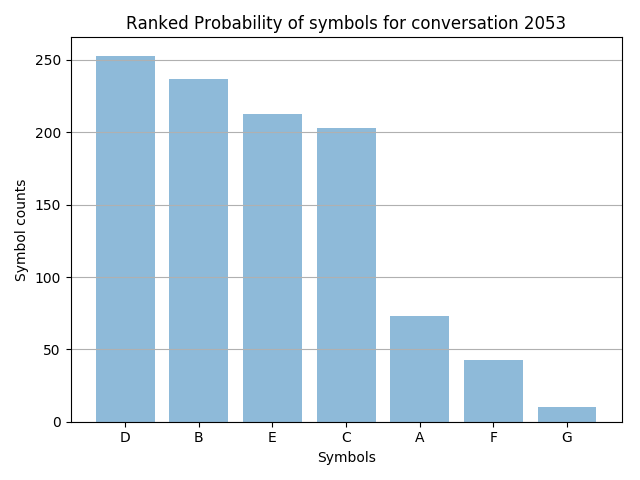 Ranked Probability of symbols for conversation 2053
250
200
150
100
50
0
Symbol counts
D B E C A F G
Symbols